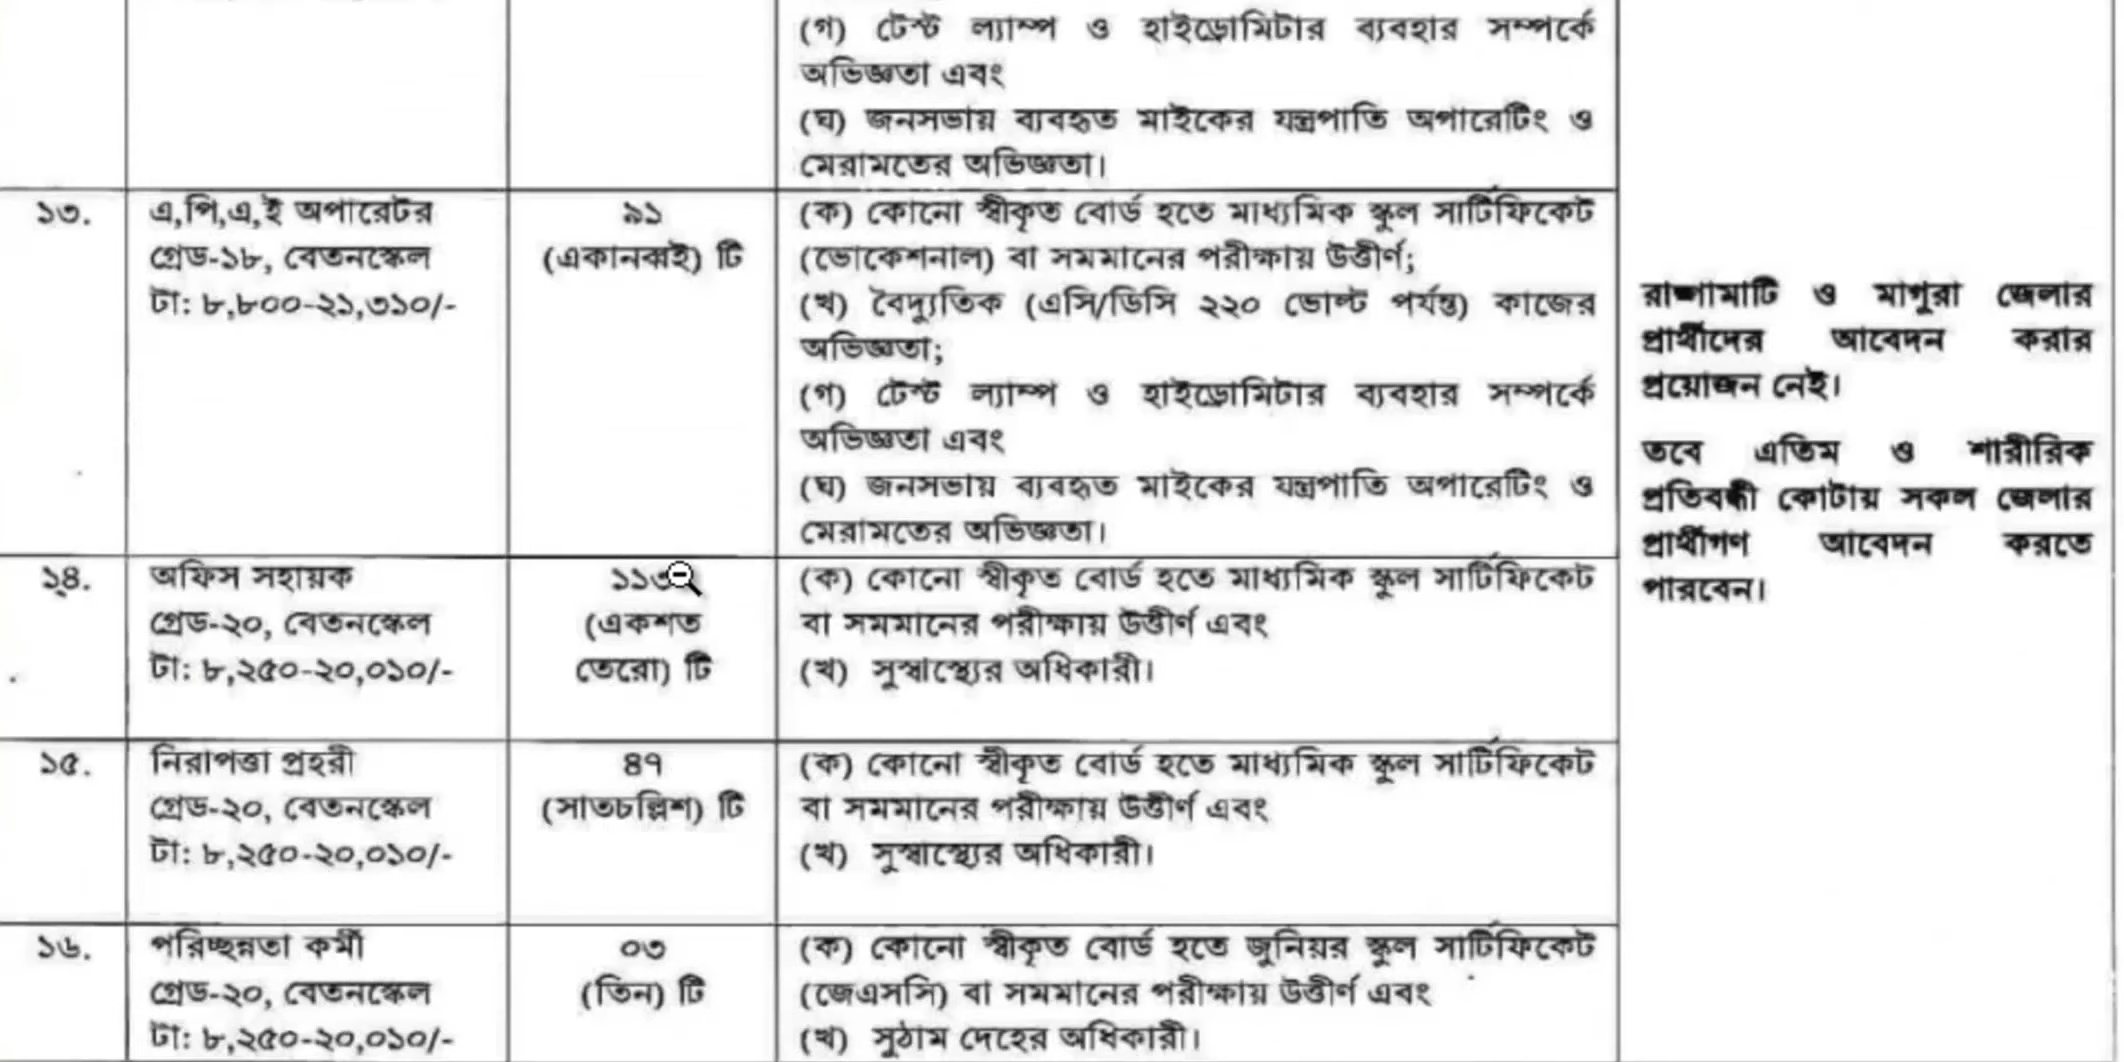 (গ) টেস্ট ল্যাম্প ও হাইড্রোমিটার ব্যবহার সম্পর্কে
অভিজ্ঞতা এবং
(ঘ) জনসভায় ব্যবহৃত মাইকের যন্ত্রপাতি অপারেটিং ও
মেরামতের অভিজ্ঞতা।
১৩.
এ,পি,এ,ই অপারেটর
গ্রেড-১৮, বেতনস্কেল
টা: ৮,৮০০-২১,৩১০/-
৯১
(একানব্বই) টি
(ক) কোনো স্বীকৃত বোর্ড হতে মাধ্যমিক স্কুল সার্টিফিকেট
(ভোকেশনাল) বা সমমানের পরীক্ষায় উত্তীর্ণ;
(খ) বৈদ্যুতিক (এসি/ডিসি ২২০ ভোল্ট পর্যন্ত) কাজের
অভিজ্ঞতা;
(গ) টেস্ট ল্যাম্প ও হাইড্রোমিটার ব্যবহার সম্পর্কে
অভিজ্ঞতা এবং
(ঘ) জনসভায় ব্যবহৃত মাইকের যন্ত্রপাতি অপারেটিং ও
মেরামতের অভিজ্ঞতা।
১৪.
অফিস সহায়ক
গ্রেড-২০, বেতনস্কেল
টা: ৮,২৫০-২০,০১০/-
১১৩
(একশত
তেরো) টি
(ক) কোনো স্বীকৃত বোর্ড হতে মাধ্যমিক স্কুল সার্টিফিকেট
বা সমমানের পরীক্ষায় উত্তীর্ণ এবং
(খ) সুস্বাস্থ্যের অধিকারী।
১৫.
নিরাপত্তা প্রহরী
গ্রেড-২০, বেতনস্কেল
টা: ৮,২৫০-২০,০১০/-
৪৭
(সাতচল্লিশ) টি
(ক) কোনো স্বীকৃত বোর্ড হতে মাধ্যমিক স্কুল সার্টিফিকেট
বা সমমানের পরীক্ষায় উত্তীর্ণ এবং
(খ) সুস্বাস্থ্যের অধিকারী।
১৬.
পরিচ্ছন্নতা কর্মী
গ্রেড-২০, বেতনস্কেল
টা: ৮,২৫০-২০,০১০/-
০৩
(তিন) টি
(ক) কোনো স্বীকৃত বোর্ড হতে জুনিয়র স্কুল সার্টিফিকেট
(জেএসসি) বা সমমানের পরীক্ষায় উত্তীর্ণ এবং
(খ) সুঠাম দেহের অধিকারী।
রাঙ্গামাটি ও মাগুরা জেলার
প্রার্থীদের আবেদন করার
প্রয়োজন নেই।
তবে এতিম ও শারীরিক
প্রতিবন্ধী কোটায় সকল জেলার
প্রার্থীগণ আবেদন করতে
পারবেন।